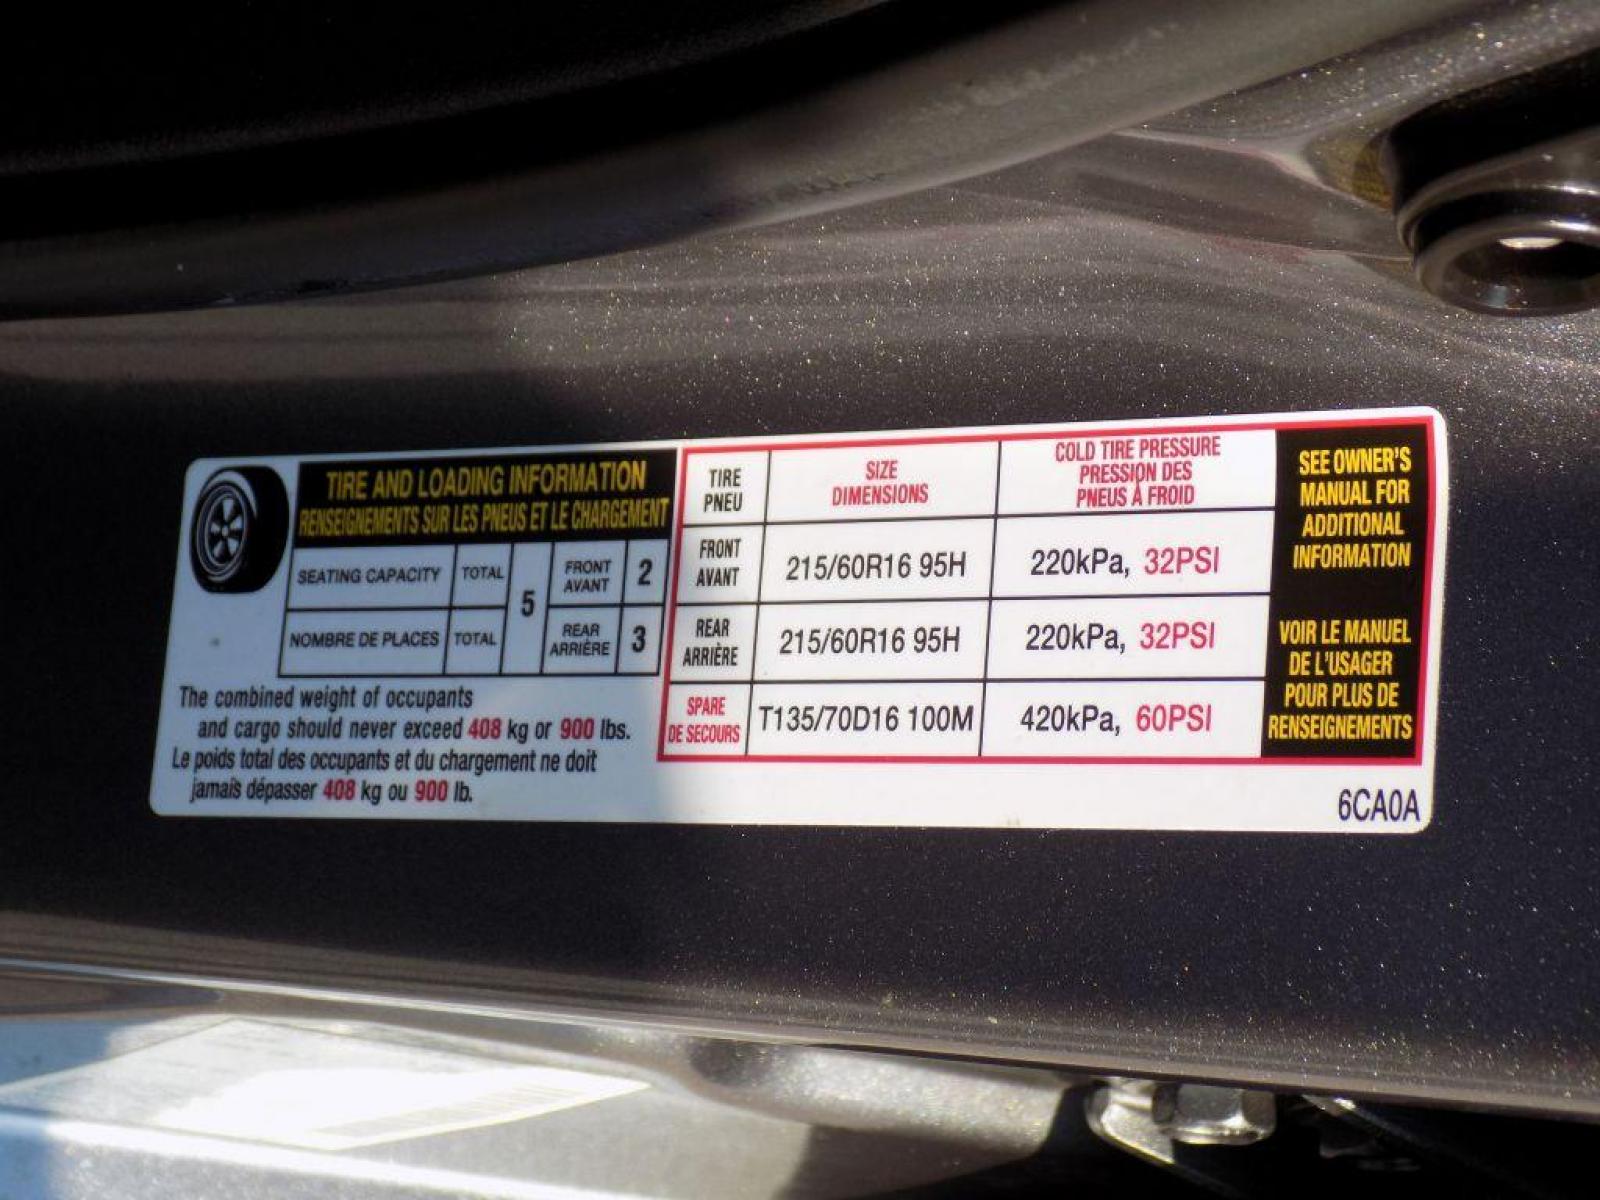 TIRE AND LOADING INFORMATION
RENSEIGNEMENTS SUR LES PNEUS ET LE CHARGEMENT
SEATING CAPACITY TOTAL 5 FRONT AVANT 2
NOMBRE DE PLACES TOTAL REAR ARRIÈRE 3
The combined weight of occupants
and cargo should never exceed 408 kg or 900 lbs.
Le poids total des occupants et du chargement ne doit
jamais dépasser 408 kg ou 900 lb.
TIRE PNEU
SIZE DIMENSIONS
COLD TIRE PRESSURE
PRESSION DES
PNEUS À FROID
FRONT AVANT 215/60R16 95H 220kPa, 32PSI
REAR ARRIÈRE 215/60R16 95H 220kPa, 32PSI
SPARE DE SECOURS T135/70D16 100M 420kPa, 60PSI
SEE OWNER'S
MANUAL FOR
ADDITIONAL
INFORMATION
VOIR LE MANUEL
DE L'USAGER
POUR PLUS DE
RENSEIGNEMENTS
6CA0A